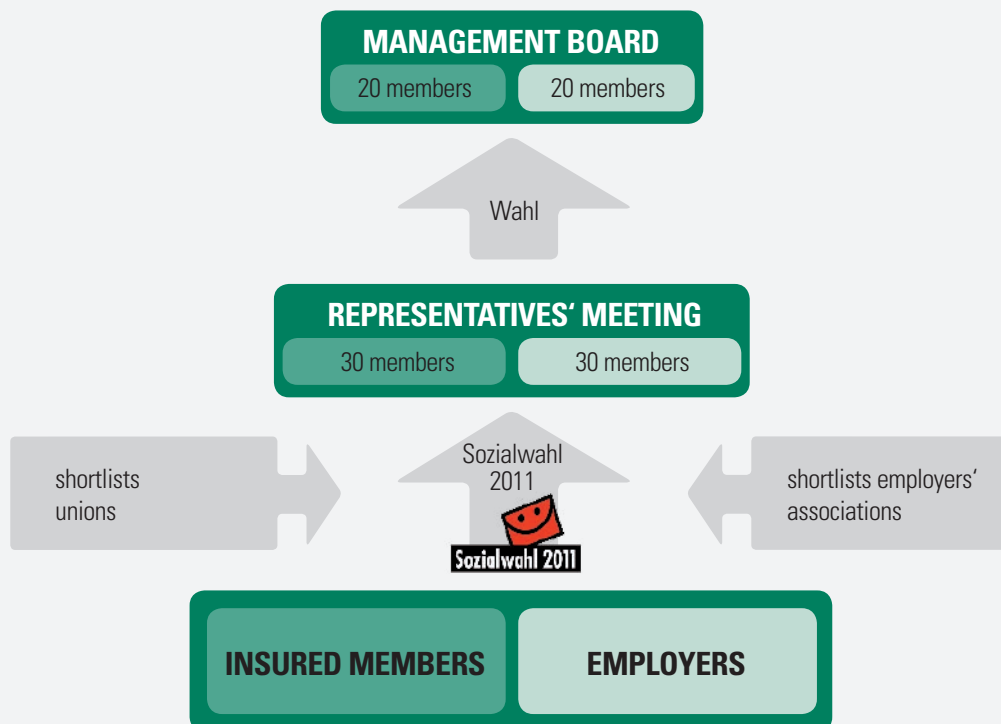 MANAGEMENT BOARD
20 members
20 members
Wahl
REPRESENTATIVES‘ MEETING
30 members
30 members
shortlists
unions
Sozialwahl
2011
Sozialwahl 2011
shortlists employers‘
associations
INSURED MEMBERS
EMPLOYERS